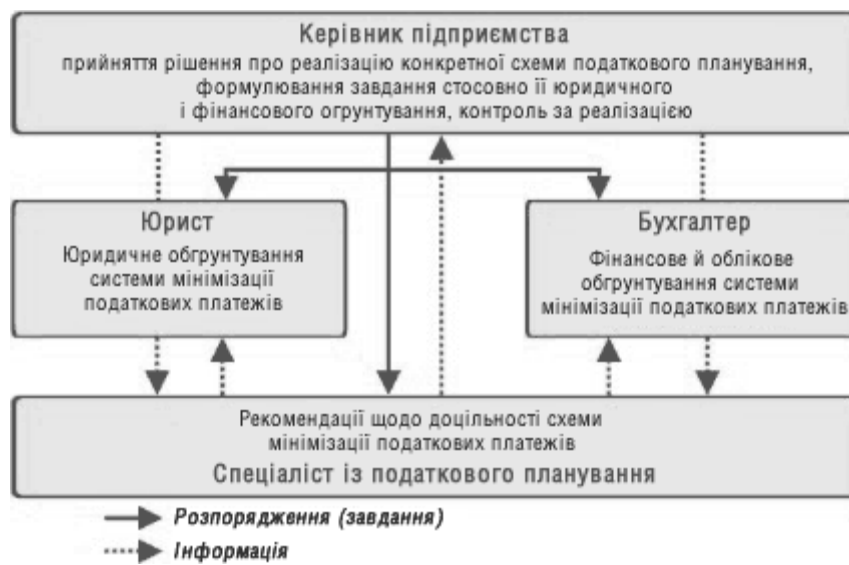 Керівник підприємства
прийняття рішення про реалізацію конкретної схеми податкового планування,
формулювання завдання стосовно її юридичного
і фінансового огрунтування, контроль за реалізацією
Юрист
Юридичне обгрунтування
системи мінімізації
податкових платежів
Бухгалтер
Фінансове й облікове
обгрунтування системи
мінімізації податкових платежів
Рекомендації щодо доцільності схеми
мінімізації податкових платежів
Спеціаліст із податкового планування
Розпорядження (завдання)
Інформація